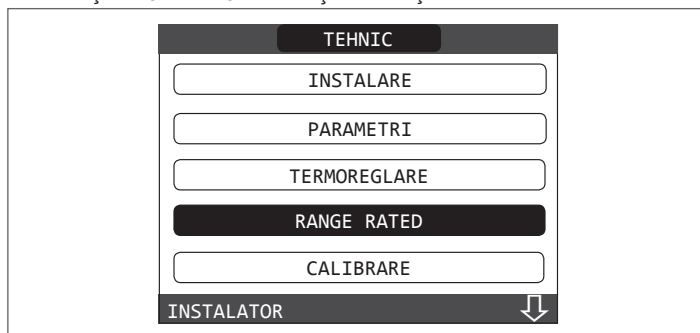 TEHNIC
INSTALARE
PARAMETRI
TERMOREGLARE
RANGE RATED
CALIBRARE
INSTALATOR